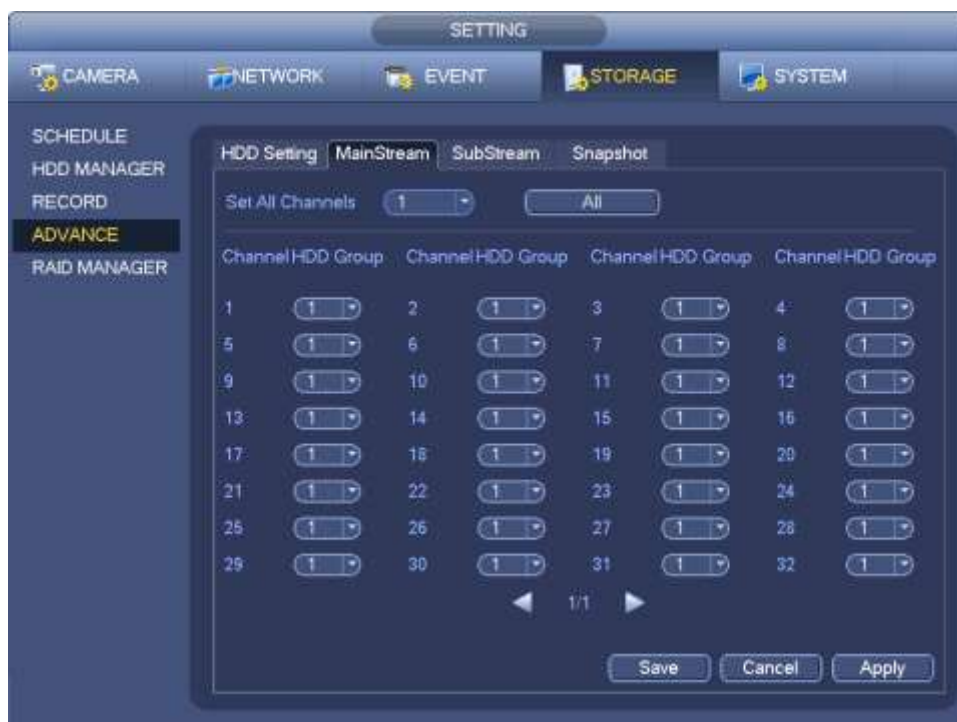 SETTING
CAMERA NETWORK EVENT STORAGE SYSTEM
SCHEDULE
HDD MANAGER
RECORD
ADVANCE
RAID MANAGER
HDD Setting MainStream SubStream Snapshot
Set All Channels 1 All
Channel HDD Group Channel HDD Group Channel HDD Group Channel HDD Group
1 1 2 1 3 1 4 1
5 1 6 1 7 1 8 1
9 1 10 1 11 1 12 1
13 1 14 1 15 1 16 1
17 1 18 1 19 1 20 1
21 1 22 1 23 1 24 1
25 1 26 1 27 1 28 1
29 1 30 1 31 1 32 1
1/1
Save Cancel Apply